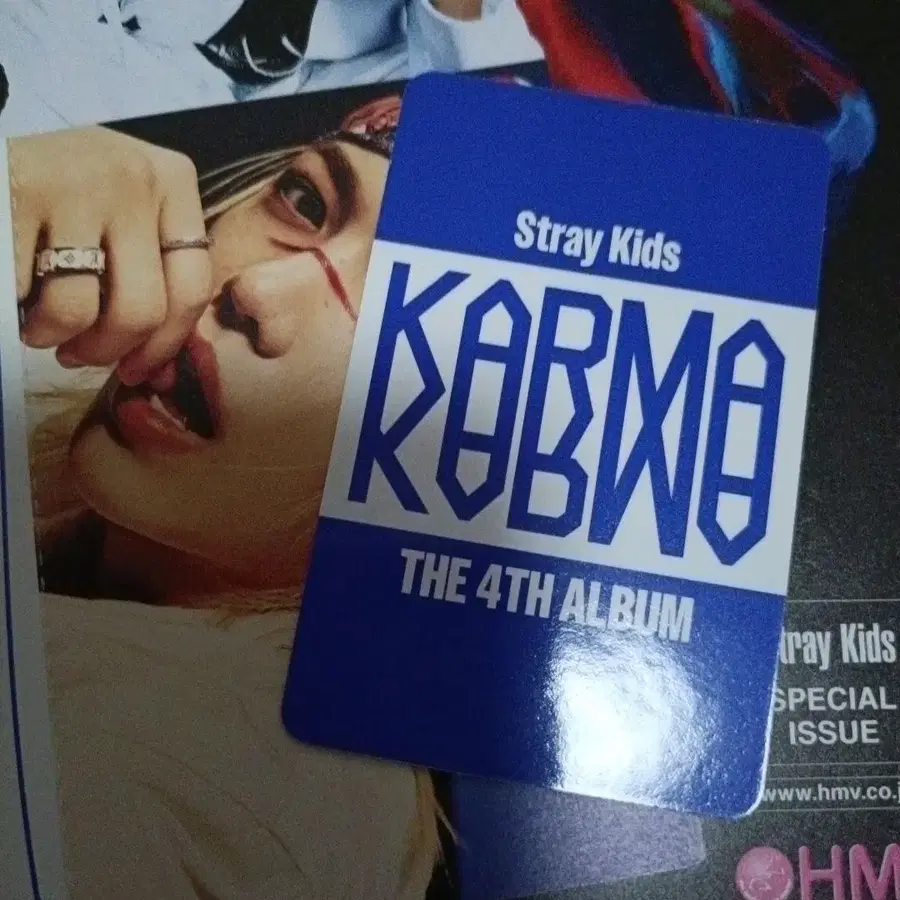 Stray Kids
KARMA
THE 4TH ALBUM
tray Kids
SPECIAL
ISSUE
www.hmv.co.j
HM